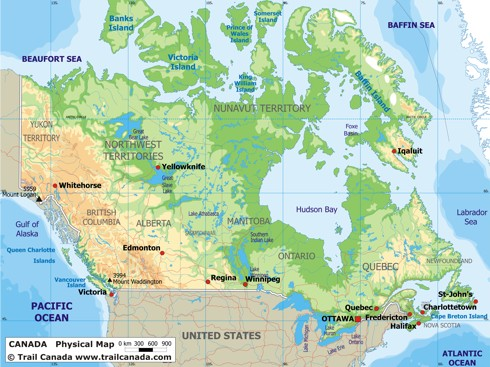 Banks
Island
Somerset
Island
Prince of
Wales
Island
BEAUFORT SEA
Victoria
Island
King
William
Island
BAFFIN SEA
Baffin Island
NUNAVUT TERRITORY
YUKON
TERRITORY
Great
Bear Lake
NORTHWEST
TERRITORIES
Foxe
Basin
Iqaluit
Yellowknife
Great
Slave
Lake
Whitehorse
5959
Mount Logan
Gulf of
Alaska
BRITISH
COLUMBIA
ALBERTA
Lake Athabasca
SASKATCHEWAN
MANITOBA
Southern
Indian Lake
Hudson Bay
Labrador
Sea
Queen Charlotte
Islands
Edmonton
ONTARIO
QUEBEC
NEWFOUNDLAND
Vancouver
Island
3994
Mount Waddington
Victoria
Regina
Lake
Winnipeg
St-John's
Charlottetown
Cape Breton Island
PACIFIC
OCEAN
Quebec
Fredericton
OTTAWA
Halifax
NOVA SCOTIA
UNITED STATES
Lake Michigan
Lake
Huron
Lake
Ontario
Lake Erie
ATLANTIC
OCEAN
CANADA Physical Map
0 km 300 600 900
© Trail Canada www.trailcanada.com